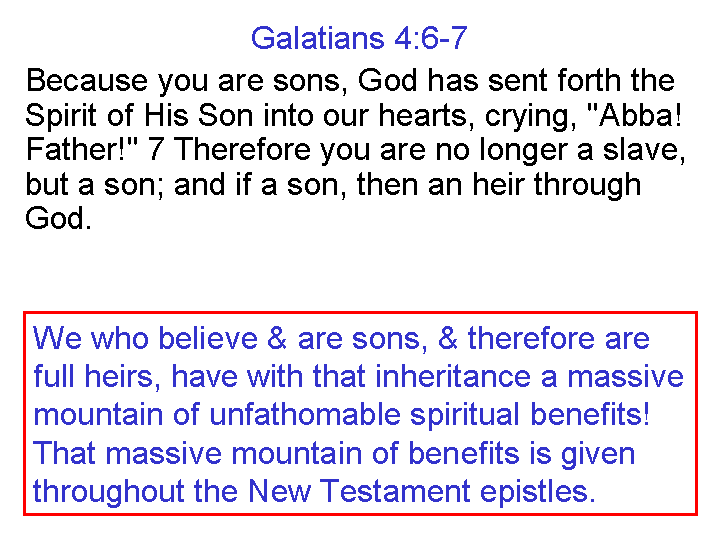 Galatians 4:6-7
Because you are sons, God has sent forth the
Spirit of His Son into our hearts, crying, "Abba!
Father!" 7 Therefore you are no longer a slave,
but a son; and if a son, then an heir through
God.
We who believe & are sons, & therefore are
full heirs, have with that inheritance a massive
mountain of unfathomable spiritual benefits!
That massive mountain of benefits is given
throughout the New Testament epistles.